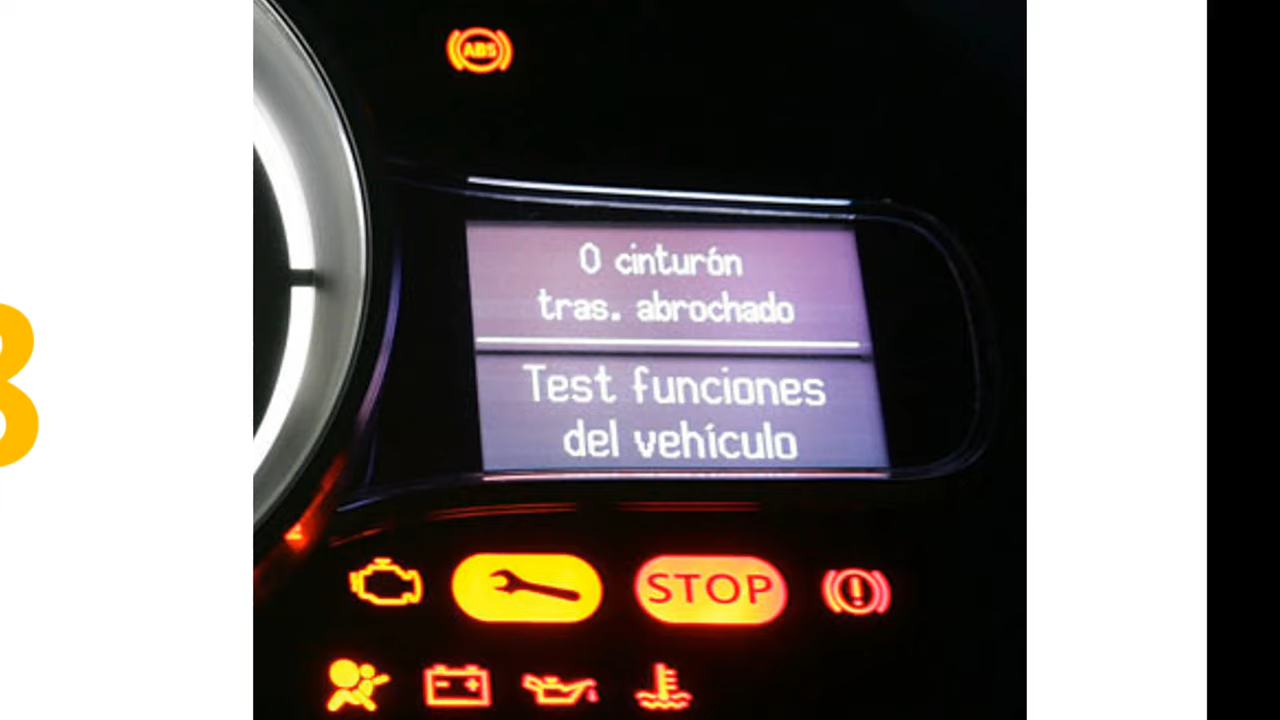 ABS
0 cinturón
tras. abrochado
Test funciones
del vehículo
STOP